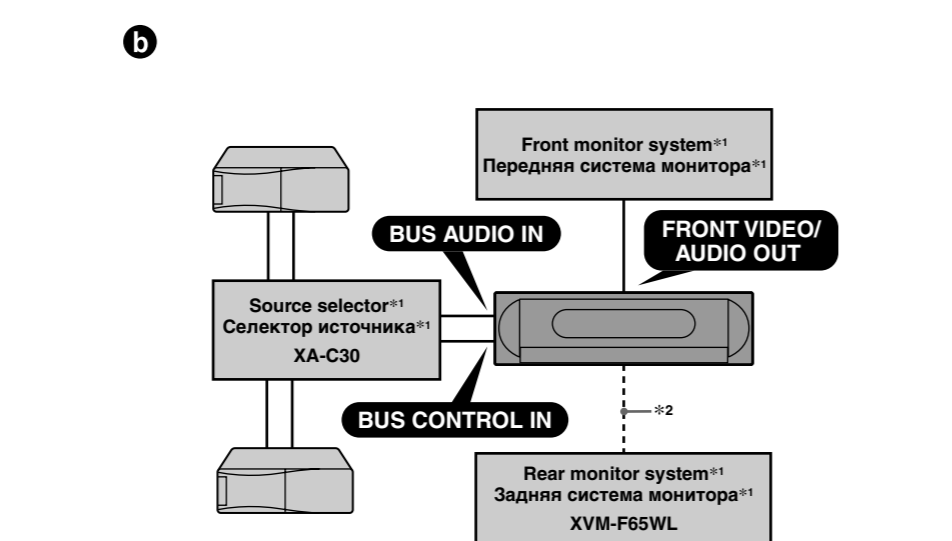 b
Front monitor system*1
Передняя система монитора*1
BUS AUDIO IN
FRONT VIDEO/
AUDIO OUT
Source selector*1
Селектор источника*1
XA-C30
BUS CONTROL IN
*2
Rear monitor system*1
Задняя система монитора*1
XVM-F65WL